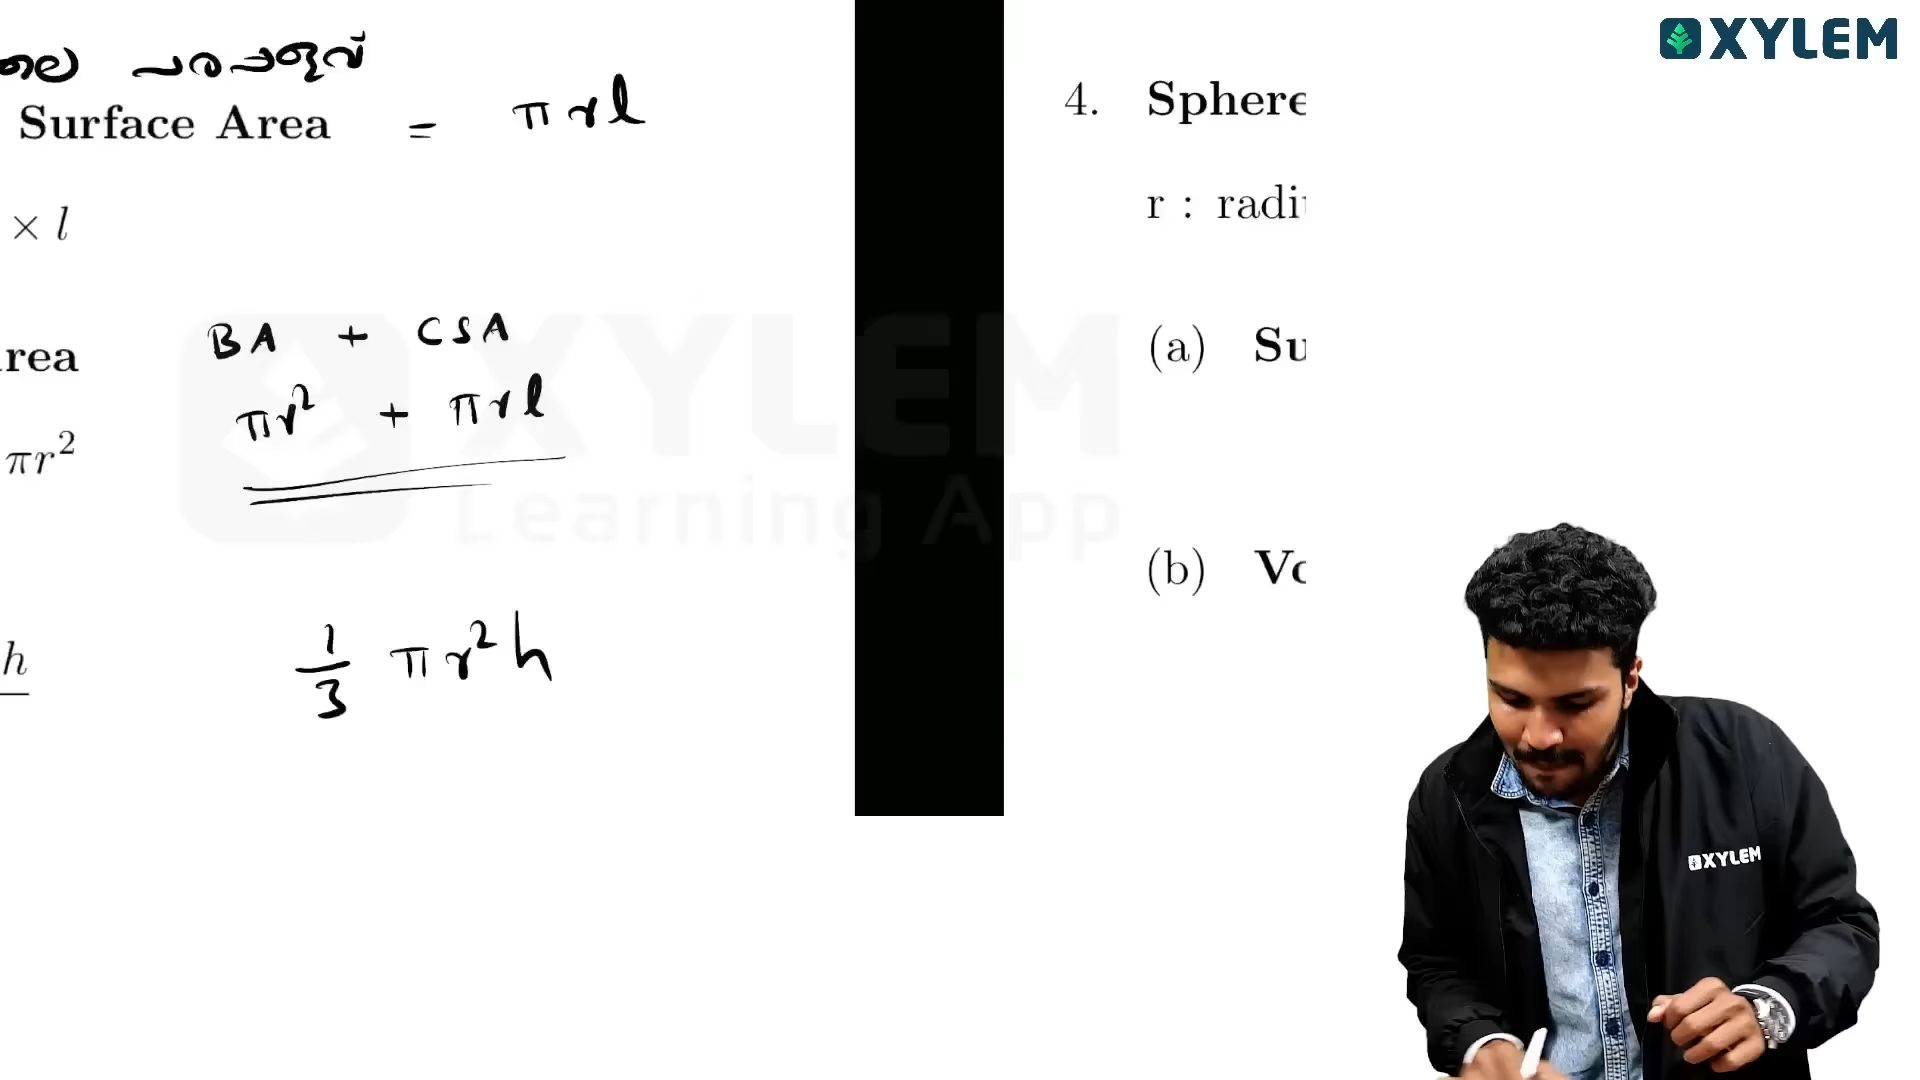 പരപ്പളവ്
Surface Area = πrl
× l
BA + CSA
rea
πr² + πrl
πr²
h
1/3 πr²h
XYLEM
Learning App
XYLEM
4. Sphere
r : radi
(a) Su
(b) Vo
XYLEM